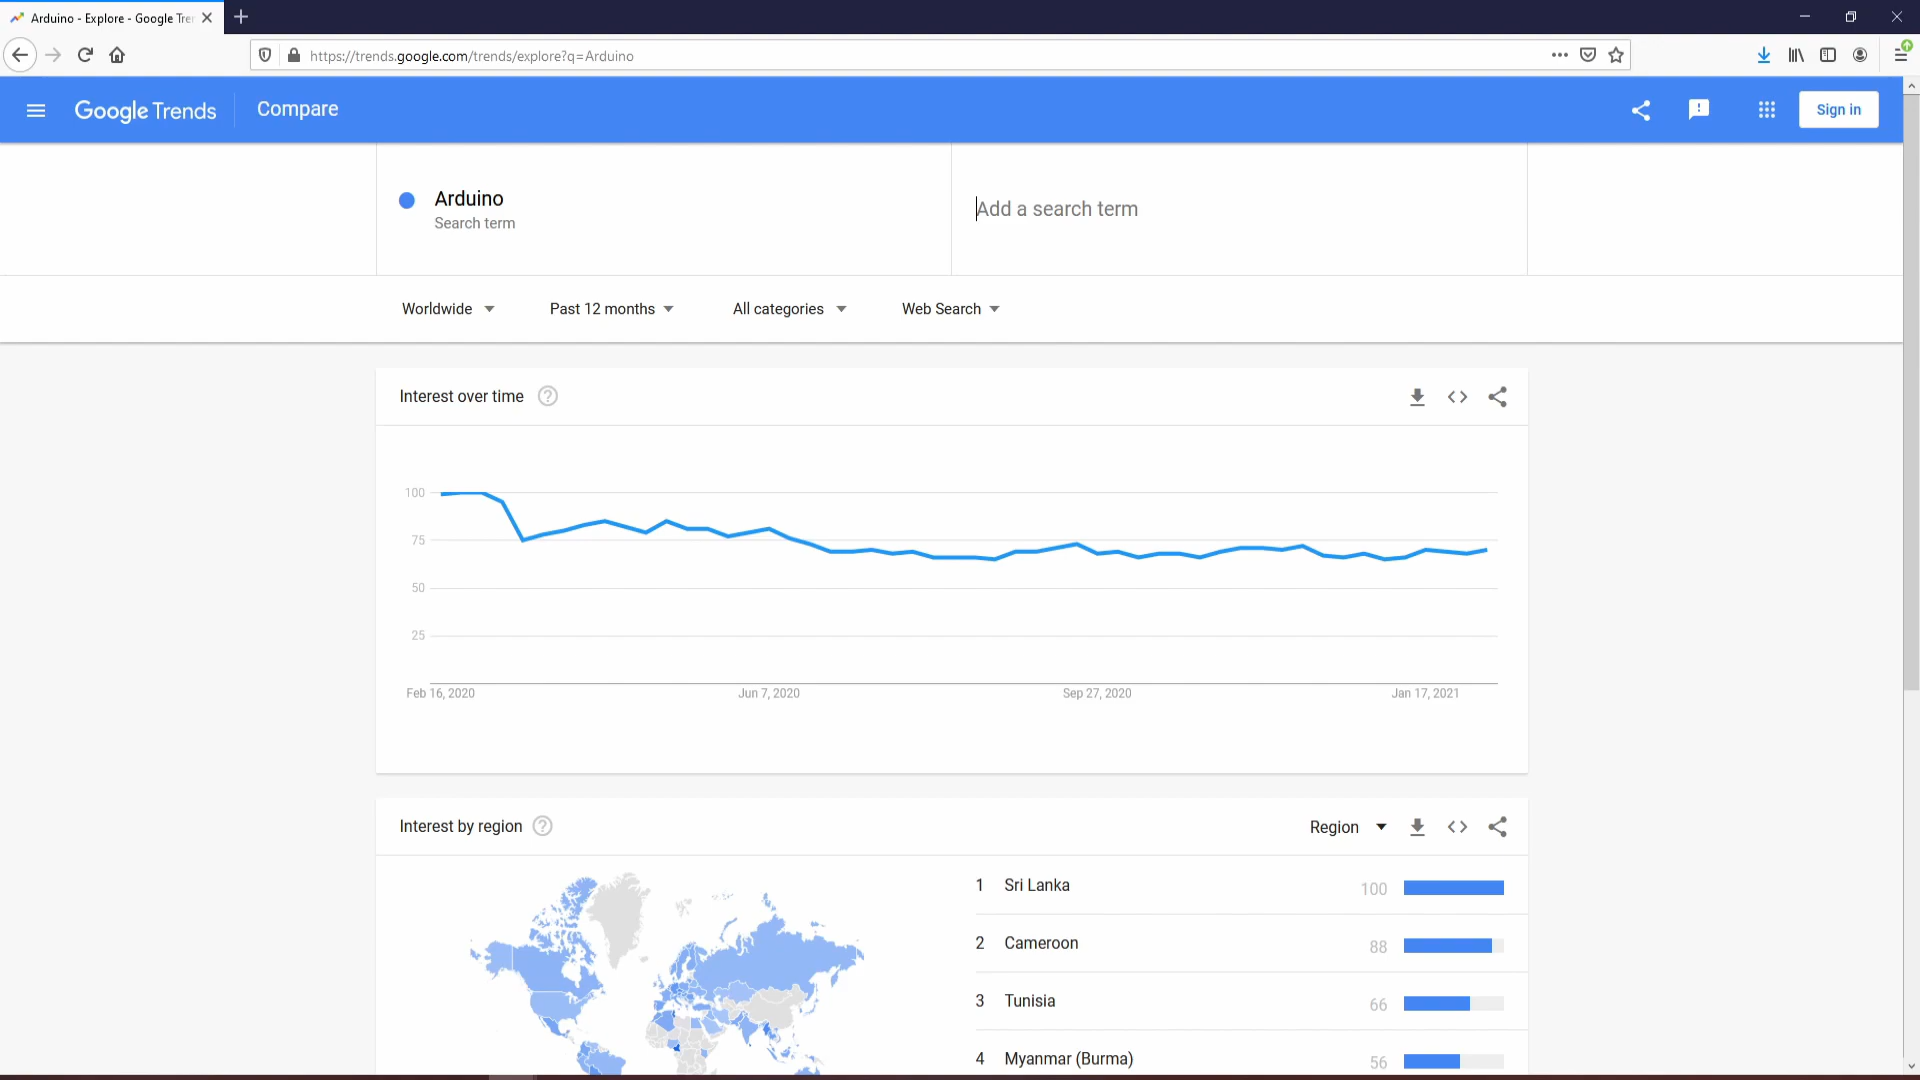 Arduino - Explore - Google Tre
https://trends.google.com/trends/explore?q=Arduino
Google Trends
Compare
Sign in
Arduino
Search term
Add a search term
Worldwide
Past 12 months
All categories
Web Search
Interest over time
100
75
50
25
Feb 16, 2020
Jun 7, 2020
Sep 27, 2020
Jan 17, 2021
Interest by region
Region
1 Sri Lanka 100
2 Cameroon 88
3 Tunisia 66
4 Myanmar (Burma) 56